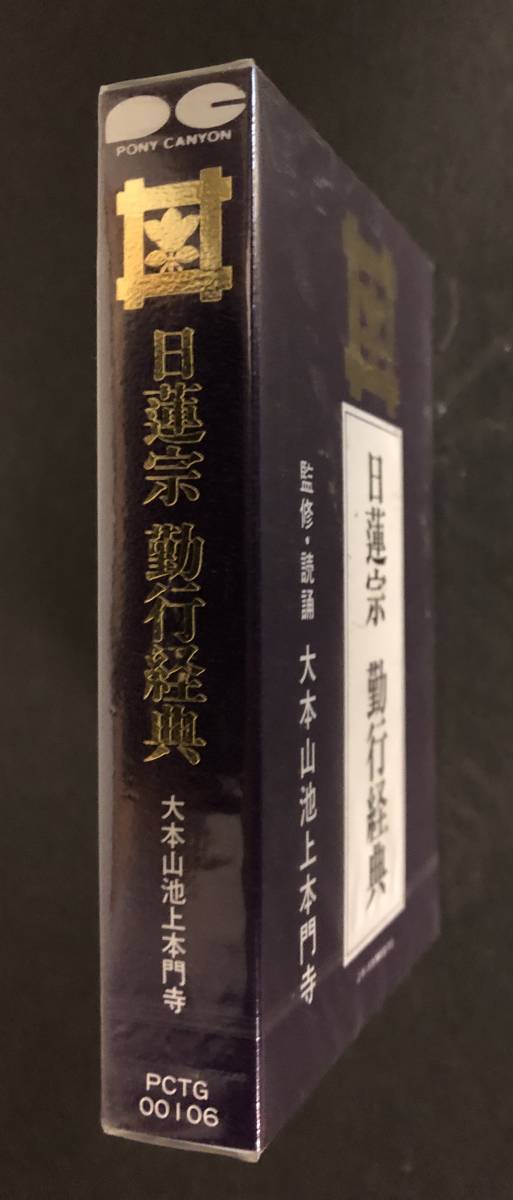 PONY CANYON
日蓮宗 勤行経典
大本山池上本門寺
PCTG
00106
日蓮宗 勤行経典
監修・読誦 大本山池上本門寺